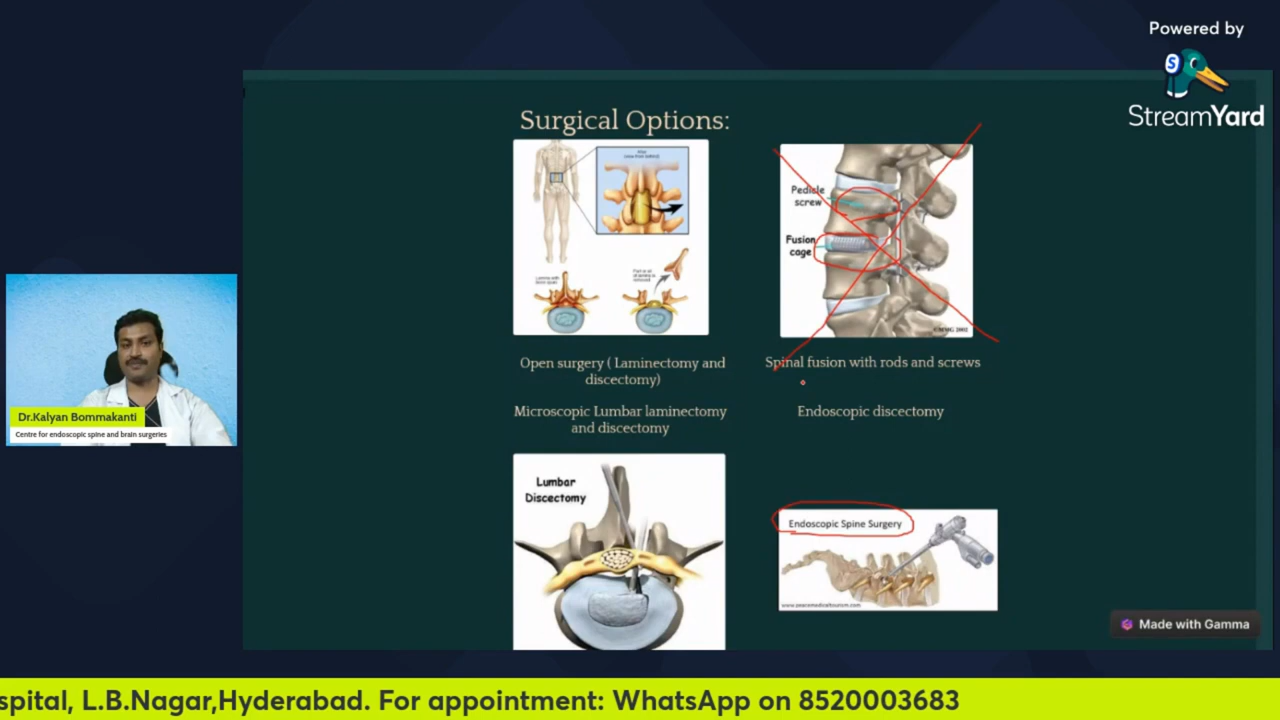 Powered by
StreamYard
Surgical Options:
Pedicle
screw
Fusion
cage
Open surgery ( Laminectomy and
discectomy)
Spinal fusion with rods and screws
Microscopic Lumbar laminectomy
and discectomy
Endoscopic discectomy
Lumbar
Discectomy
Endoscopic Spine Surgery
www.peacemedicaltourism.com
Dr.Kalyan Bommakanti
Centre for endoscopic spine and brain surgeries
Made with Gamma
spital, L.B.Nagar,Hyderabad. For appointment: WhatsApp on 8520003683